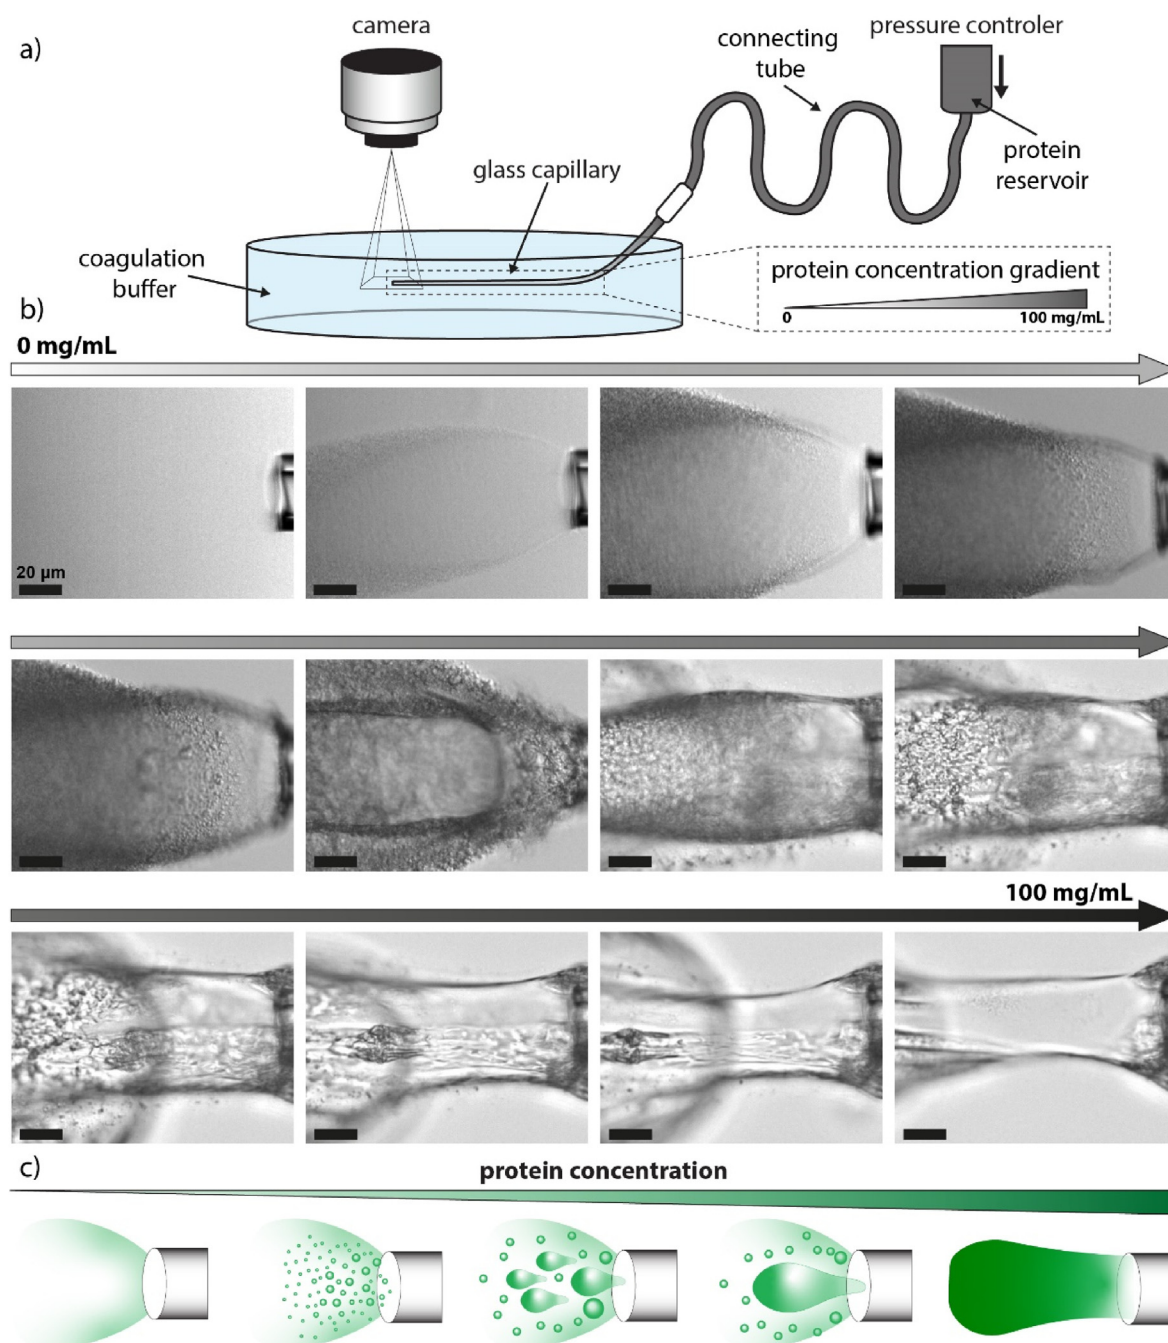 a)
camera
connecting
tube
pressure controler
protein
reservoir
glass capillary
coagulation
buffer
protein concentration gradient
0
100 mg/mL
b)
0 mg/mL
20 µm
100 mg/mL
c)
protein concentration